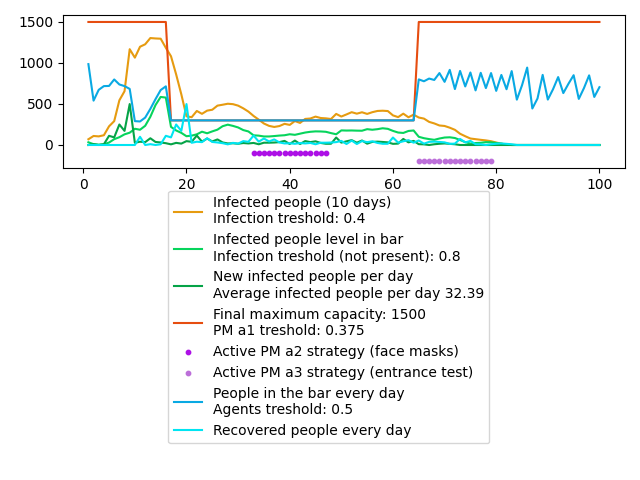 1500
1000
500
0
0
20
40
60
80
100
Infected people (10 days)
Infection treshold: 0.4
Infected people level in bar
Infection treshold (not present): 0.8
New infected people per day
Average infected people per day 32.39
Final maximum capacity: 1500
PM a1 treshold: 0.375
Active PM a2 strategy (face masks)
Active PM a3 strategy (entrance test)
People in the bar every day
Agents treshold: 0.5
Recovered people every day